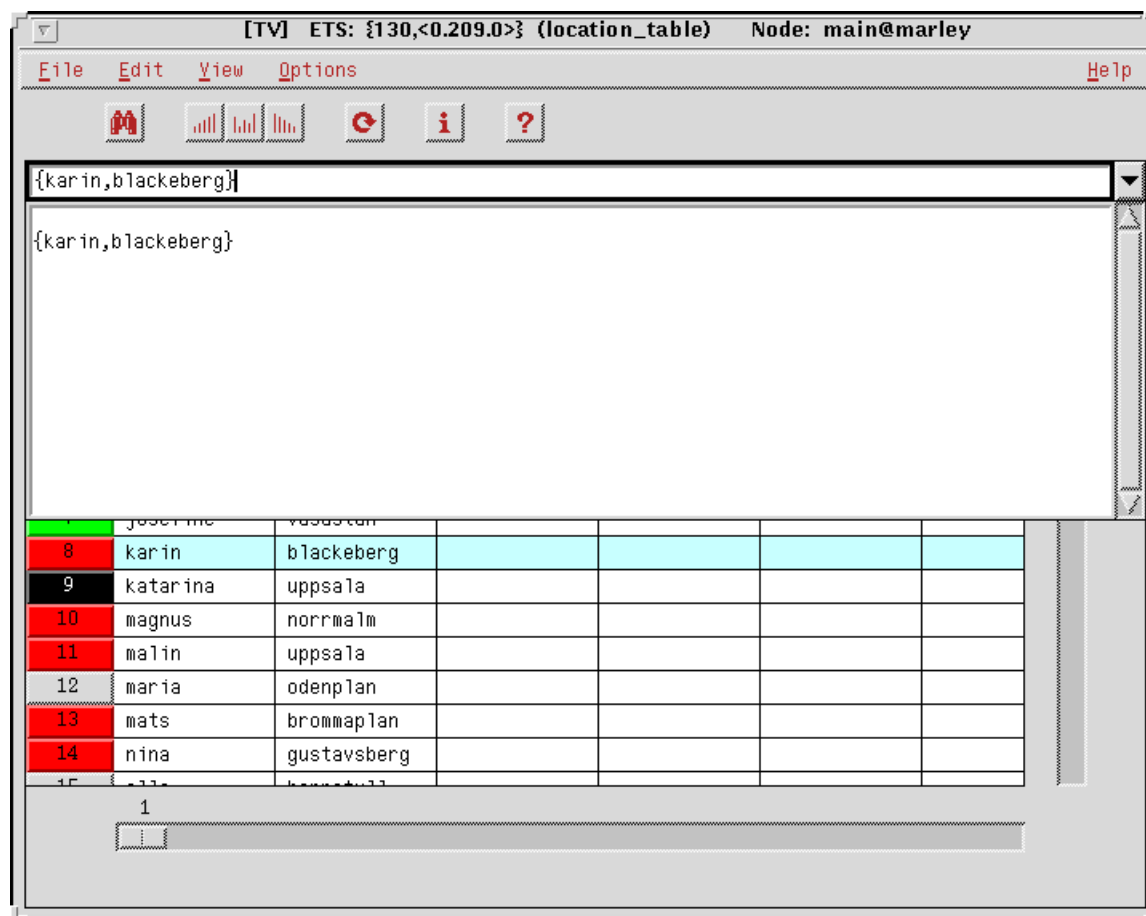 [TV] ETS: {130,<0.209.0>} (location_table) Node: main@marley
File Edit View Options Help
{karin,blackeberg}
{karin,blackeberg}
8 karin blackeberg
9 katarina uppsala
10 magnus norrmalm
11 malin uppsala
12 maria odenplan
13 mats brommaplan
14 nina gustavsberg
1